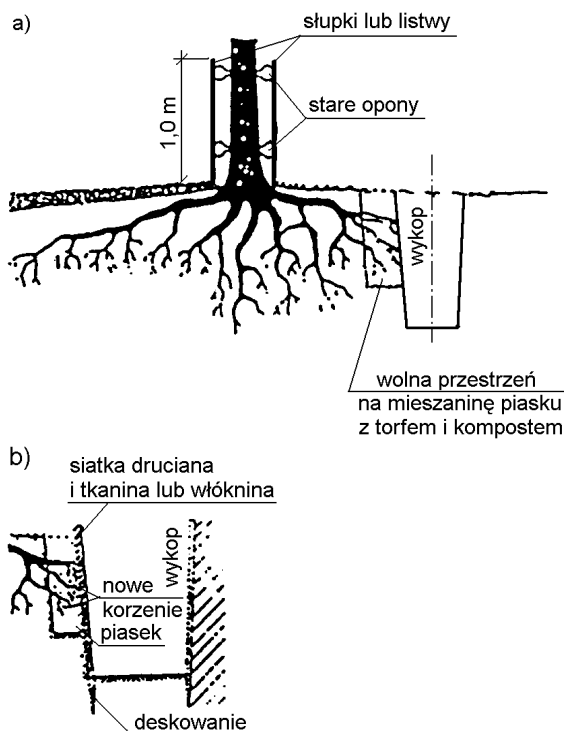 a)
słupki lub listwy
stare opony
1,0 m
wykop
wolna przestrzeń
na mieszaninę piasku
z torfem i kompostem
b)
siatka druciana
i tkanina lub włóknina
wykop
nowe
korzenie
piasek
deskowanie